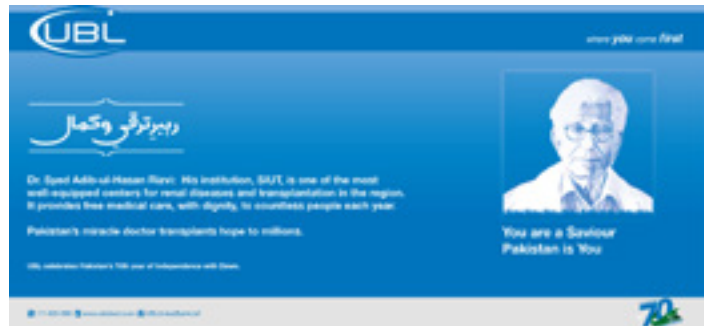 UBL
where you come first
رہبر ترقی و کمال
Dr. Syed Adib-ul-Hasan Rizvi: His institution, SIUT, is one of the most
well-equipped centers for renal diseases and transplantation in the region.
It provides free medical care, with dignity, to countless people each year.
Pakistan's miracle doctor transplants hope to millions.
UBL celebrates Pakistan's 70th year of Independence with Dawn.
You are a Saviour
Pakistan is You
70